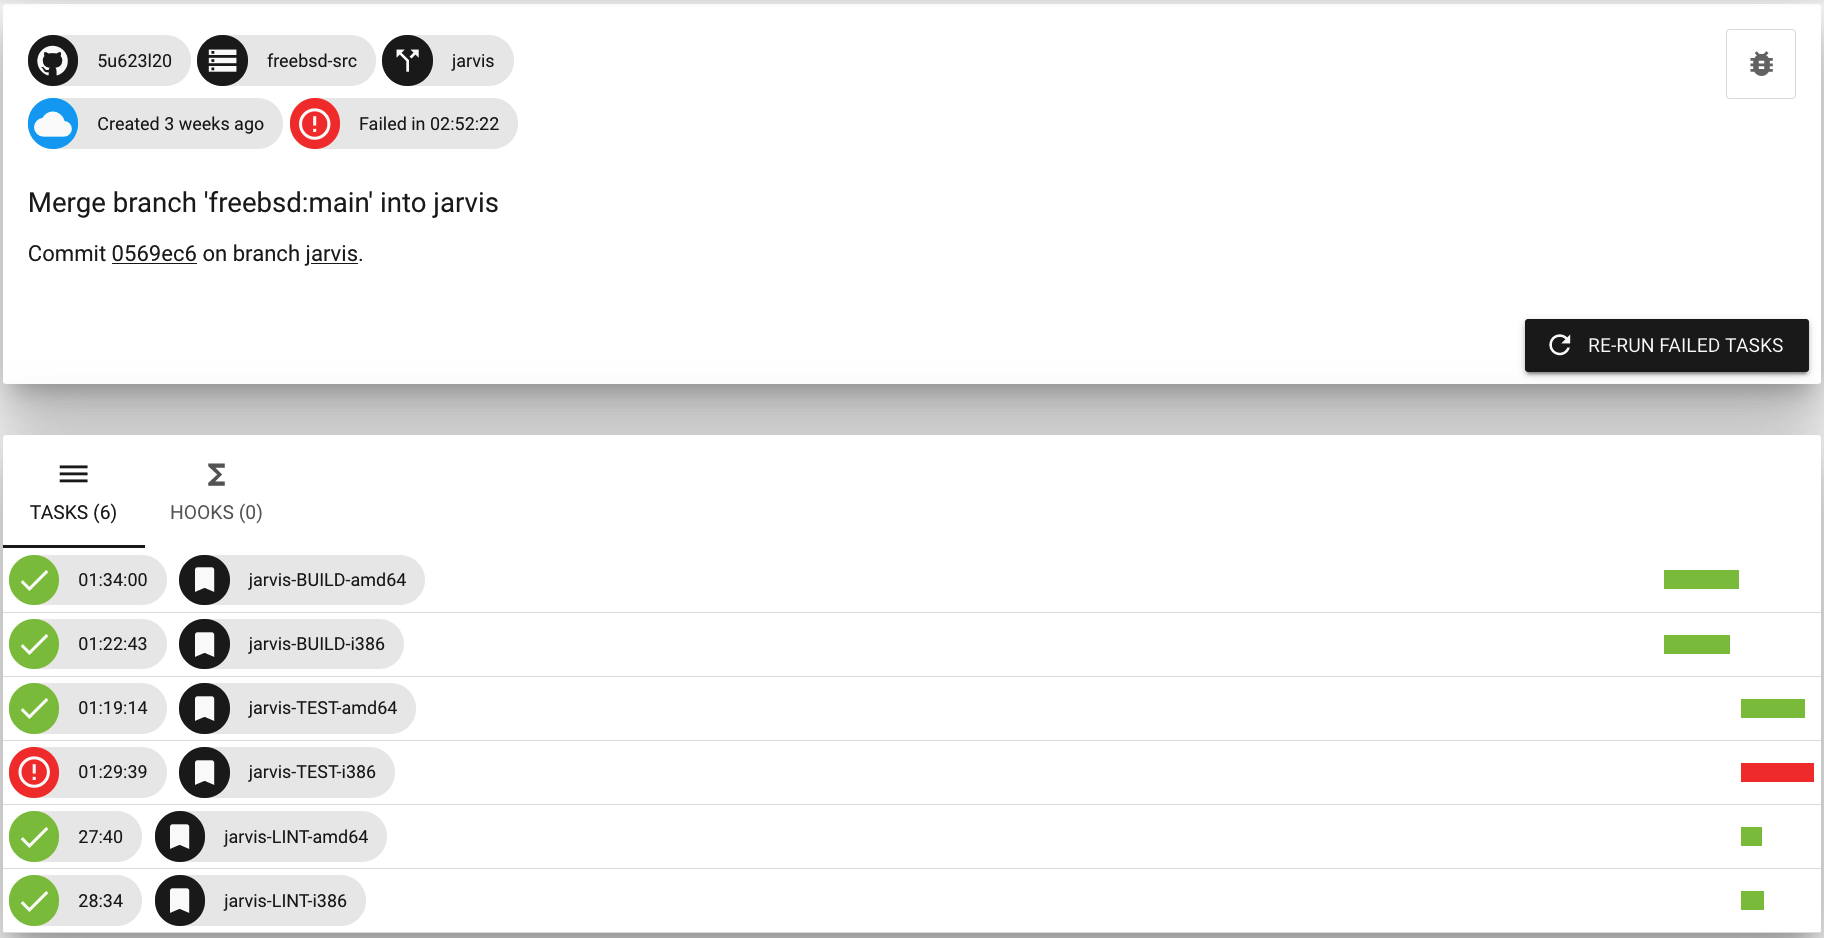 5u623l20 freebsd-src jarvis
Created 3 weeks ago Failed in 02:52:22
Merge branch 'freebsd:main' into jarvis
Commit 0569ec6 on branch jarvis.
RE-RUN FAILED TASKS
TASKS (6) HOOKS (0)
01:34:00 jarvis-BUILD-amd64
01:22:43 jarvis-BUILD-i386
01:19:14 jarvis-TEST-amd64
01:29:39 jarvis-TEST-i386
27:40 jarvis-LINT-amd64
28:34 jarvis-LINT-i386